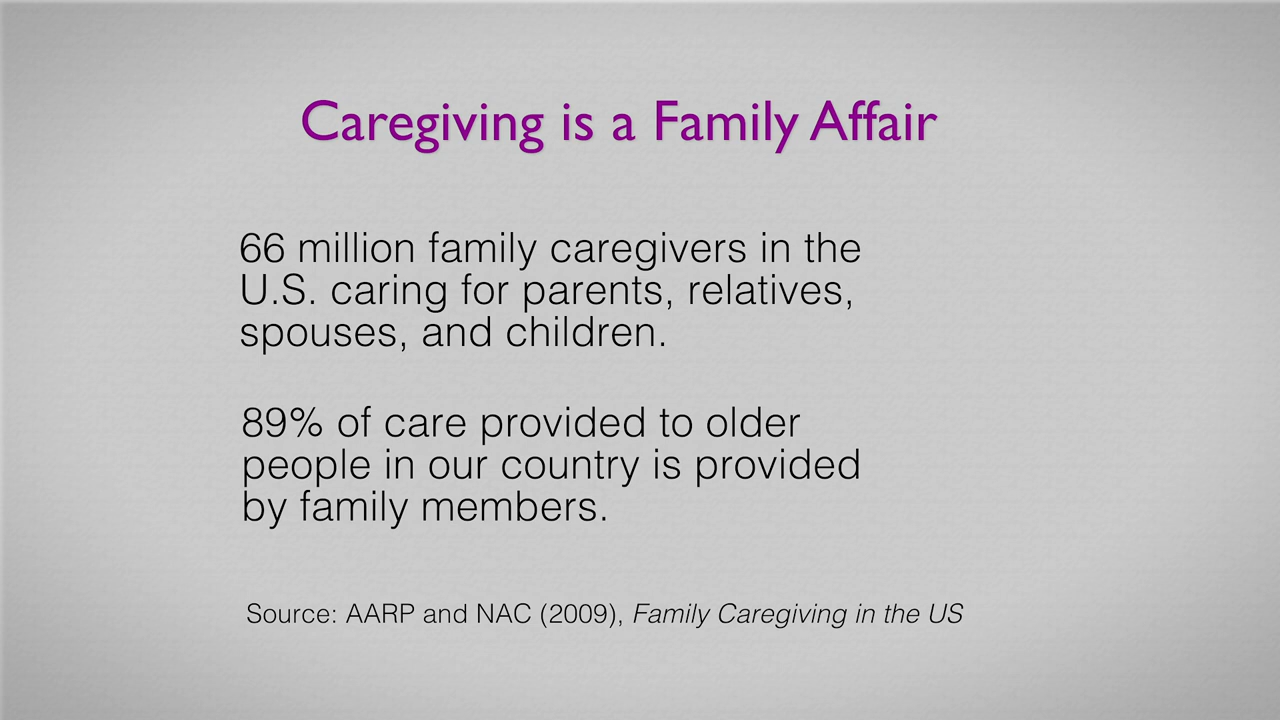 Caregiving is a Family Affair
66 million family caregivers in the
U.S. caring for parents, relatives,
spouses, and children.
89% of care provided to older
people in our country is provided
by family members.
Source: AARP and NAC (2009), Family Caregiving in the US